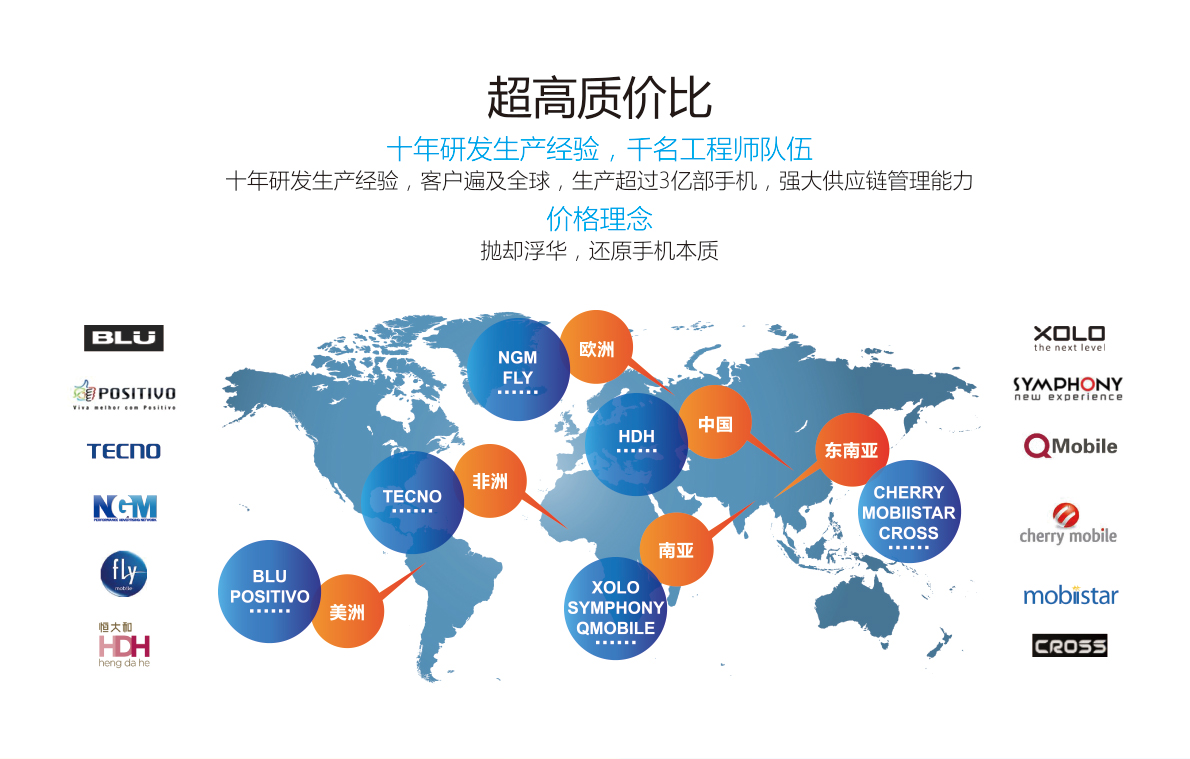 超高质价比
十年研发生产经验，千名工程师队伍
十年研发生产经验，客户遍及全球，生产超过3亿部手机，强大供应链管理能力
价格理念
抛却浮华，还原手机本质
BLU
POSITIVO
Viva melhor com Positivo
TECNO
NGM
PERFORMANCE ADVERTISING NETWORK
fly
mobile
恒大和
HDH
heng da he
NGM
FLY
欧洲
HDH
中国
TECNO
非洲
东南亚
CHERRY
MOBIISTAR
CROSS
BLU
POSITIVO
美洲
南亚
XOLO
SYMPHONY
QMOBILE
XOLO
the next level
SYMPHONY
new experience
QMobile
cherry mobile
mobiistar
CROSS